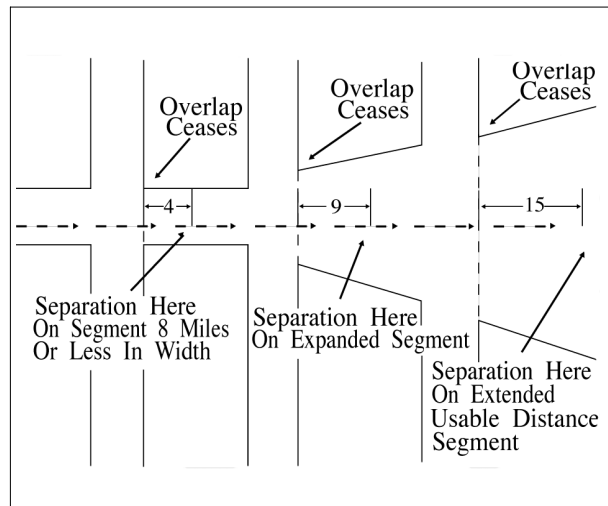 Overlap
Ceases
Overlap
Ceases
Overlap
Ceases
4
9
15
Separation Here
On Segment 8 Miles
Or Less In Width
Separation Here
On Expanded Segment
Separation Here
On Extended
Usable Distance
Segment